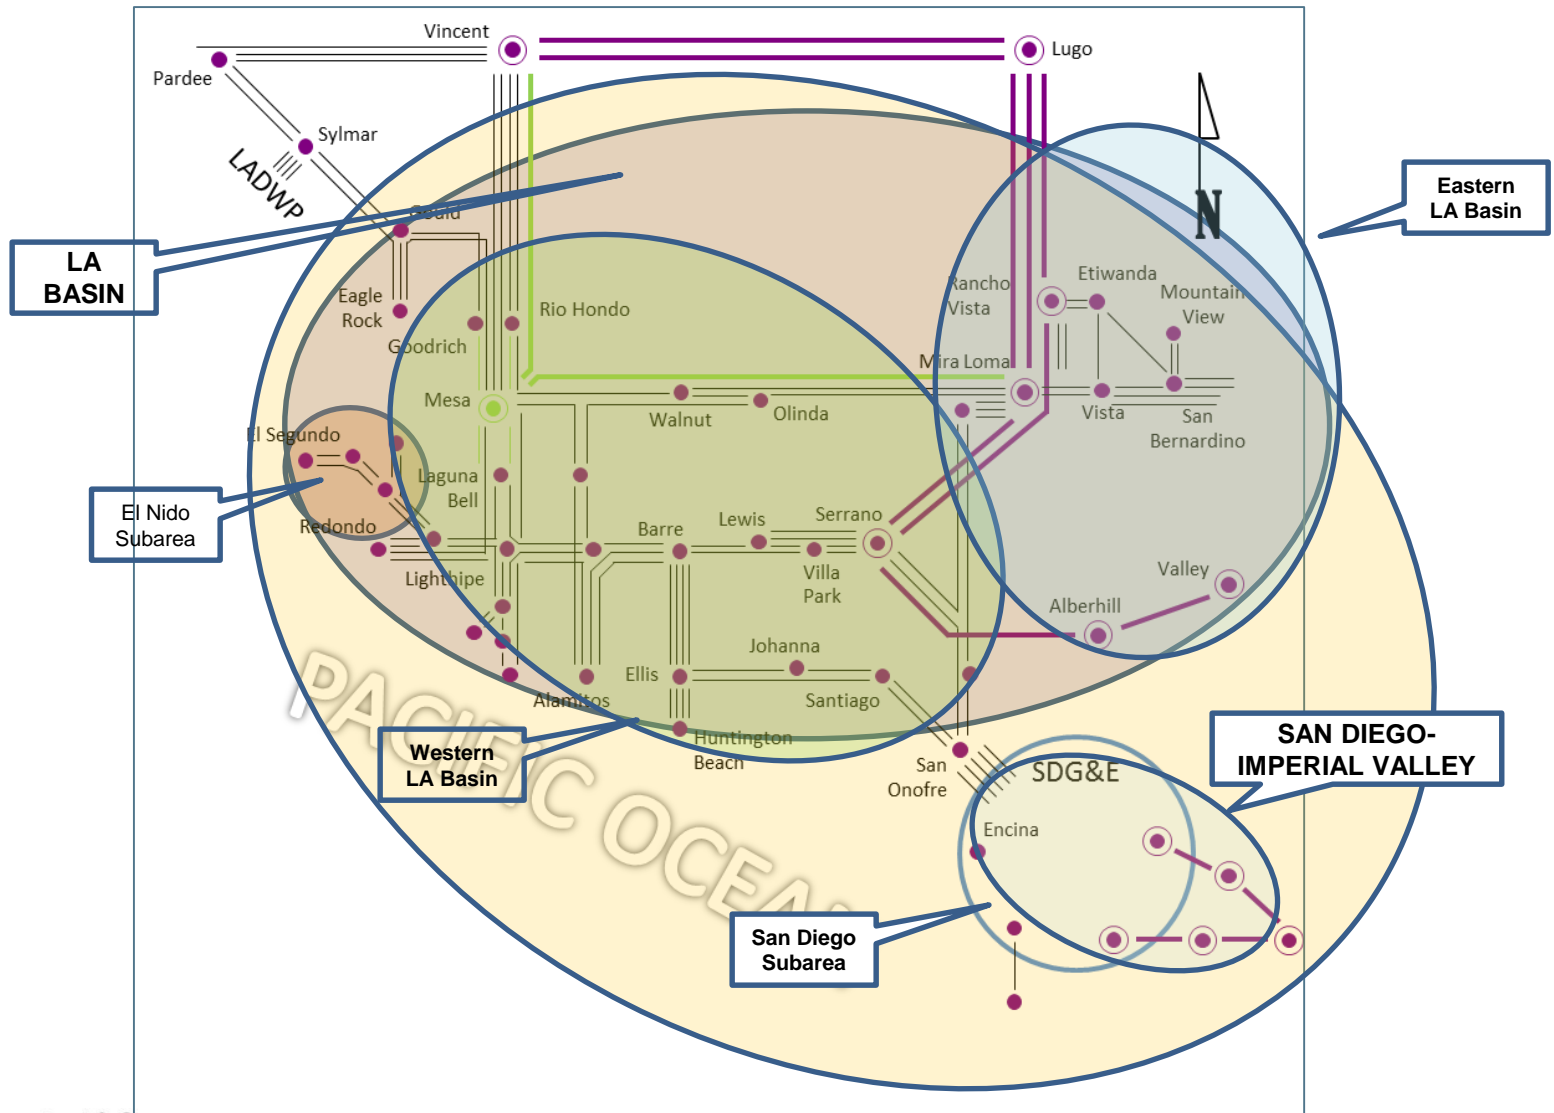 Vincent
Lugo
Pardee
Sylmar
LADWP
Gould
N
Eastern
LA Basin
LA
BASIN
Eagle
Rock
Goodrich
Rio Hondo
Rancho
Vista
Etiwanda
Mountain
View
Mira Loma
Mesa
Walnut
Olinda
Vista
San
Bernardino
El Segundo
Laguna
Bell
El Nido
Subarea
Redondo
Lighthipe
Barre
Lewis
Serrano
Villa
Park
Valley
Alberhill
Johanna
Ellis
Alamitos
Santiago
PACIFIC OCEAN
Western
LA Basin
Huntington
Beach
San
Onofre
SDG&E
SAN DIEGO-
IMPERIAL VALLEY
Encina
San Diego
Subarea